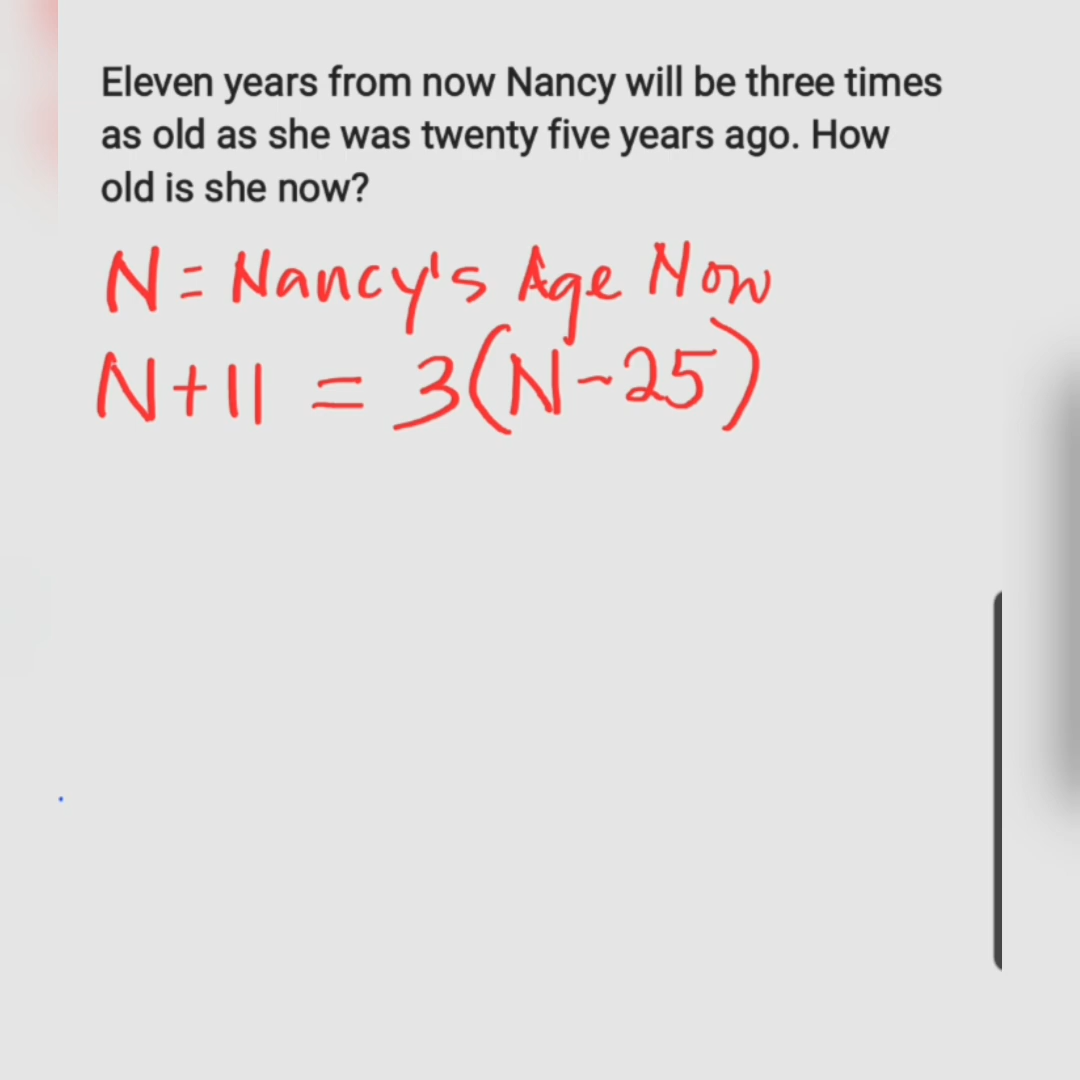 Eleven years from now Nancy will be three times
as old as she was twenty five years ago. How
old is she now?
N = Nancy's Age Now
N+11 = 3(N-25)